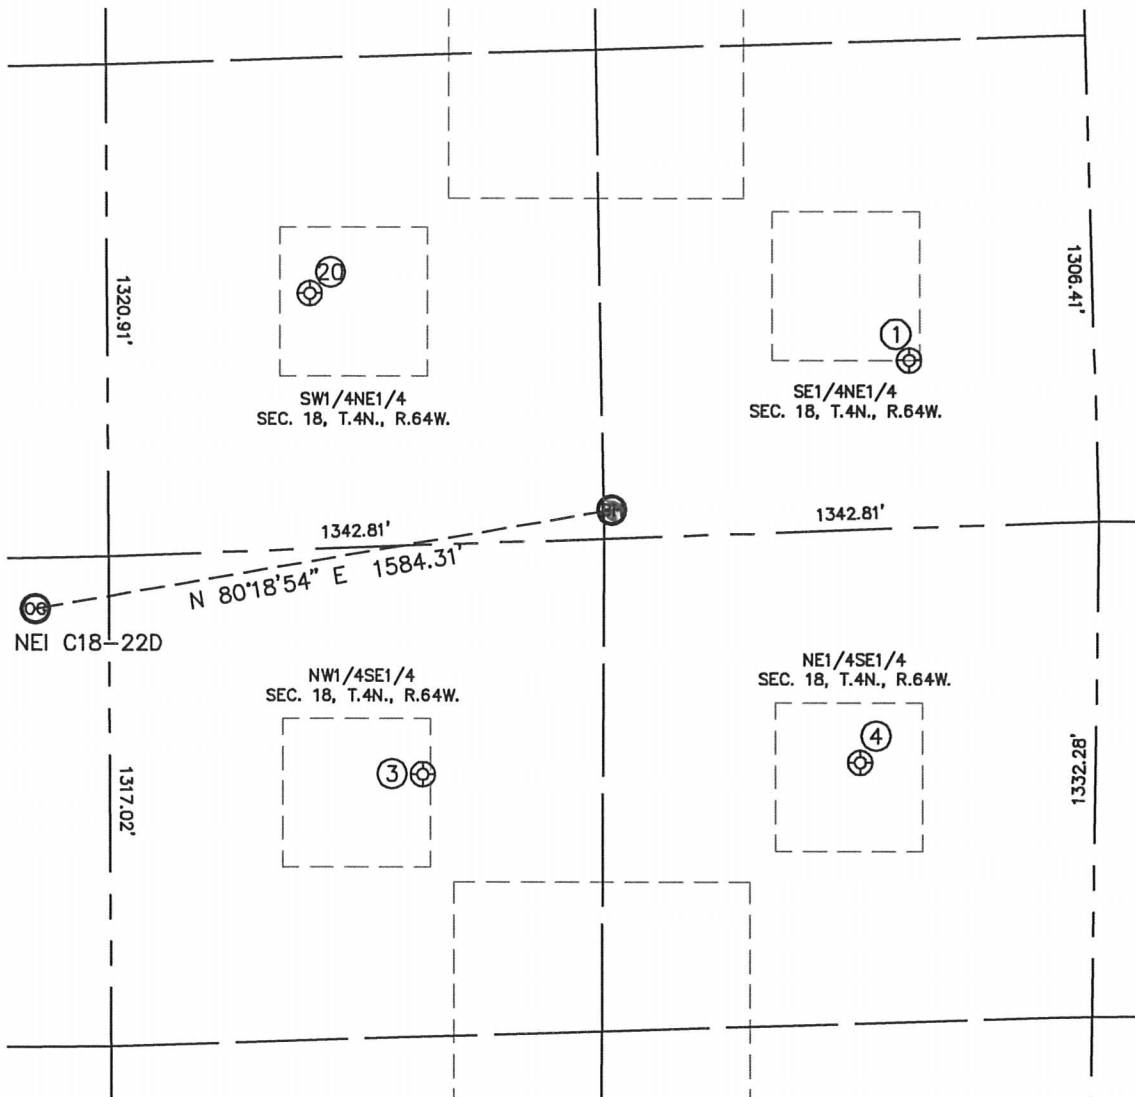 1320.91'
20
1306.41'
1
SW1/4NE1/4
SEC. 18, T.4N., R.64W.
SE1/4NE1/4
SEC. 18, T.4N., R.64W.
1342.81'
1342.81'
N 80°18'54" E 1584.31'
NEI C18-22D
NW1/4SE1/4
SEC. 18, T.4N., R.64W.
NE1/4SE1/4
SEC. 18, T.4N., R.64W.
4
3
1317.02'
1332.28'